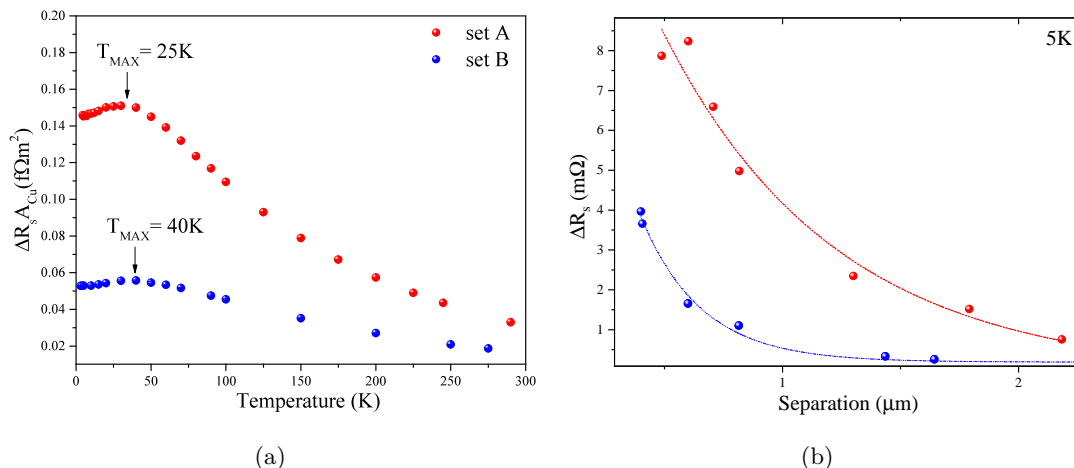 0.20
0.18
0.16
0.14
0.12
0.10
0.08
0.06
0.04
0.02
ΔR_s A_Cu (fΩm²)
T_MAX = 25K
T_MAX = 40K
set A
set B
0 50 100 150 200 250 300
Temperature (K)
(a)
8
7
6
5
4
3
2
1
ΔR_s (mΩ)
5K
1 2
Separation (μm)
(b)